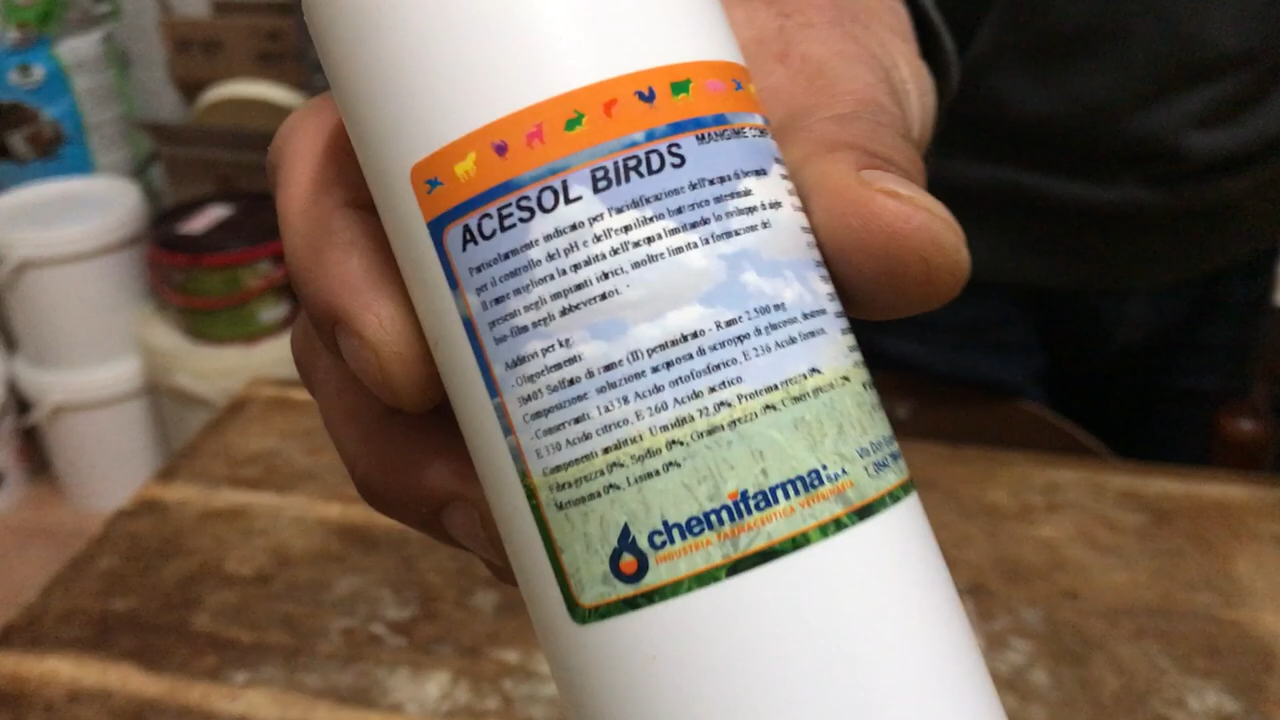 ACESOL BIRDS
MANGIME COMP
Particolarmente indicato per l'acidificazione dell'acqua di bevanda
per il controllo del pH e dell'equilibrio batterico intestinale.
Il rame migliora la qualità dell'acqua limitando lo sviluppo di alghe
presenti negli impianti idrici, inoltre limita la formazione del
bio-film negli abbeveratoi.
Additivi per kg:
- Oligoelementi:
3b405 Solfato di rame (II) pentaidrato - Rame 2.500 mg
Composizione: soluzione acquosa di sciroppo di glucosio, destrosio
- Conservanti: 1a338 Acido ortofosforico, E 236 Acido formico,
E 330 Acido citrico, E 260 Acido acetico
Componenti analitici: Umidità 72,0%, Proteina grezza 0%,
Fibra grezza 0%, Sodio 0%, Grassi grezzi 0%, Ceneri grezze
Metionina 0%, Lisina 0%
chemifarma S.p.A.
INDUSTRIA FARMACEUTICA VETERINARIA
Via Don